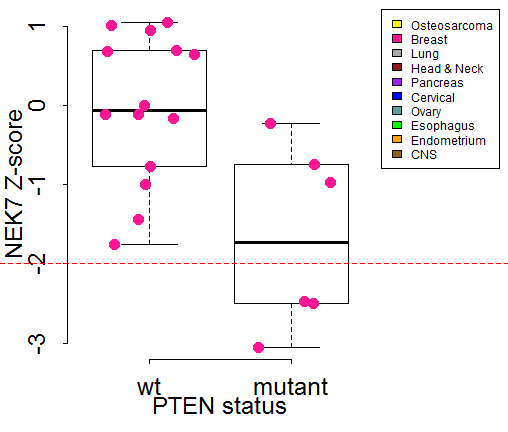 1
0
-1
-2
-3
NEK7 Z-score
wt
mutant
PTEN status
Osteosarcoma
Breast
Lung
Head & Neck
Pancreas
Cervical
Ovary
Esophagus
Endometrium
CNS